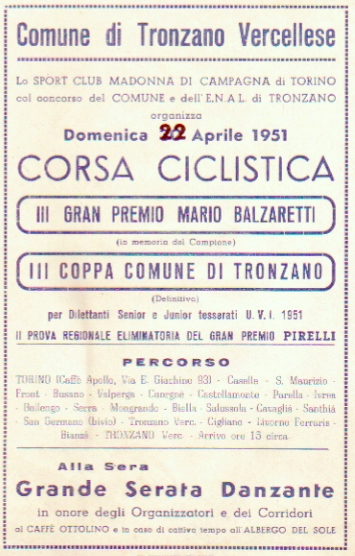 Comune di Tronzano Vercellese
Lo SPORT CLUB MADONNA DI CAMPAGNA di TORINO
col concorso del COMUNE e dell'E.N.A.L. di TRONZANO
organizza
Domenica 22 Aprile 1951
CORSA CICLISTICA
III GRAN PREMIO MARIO BALZARETTI
(in memoria del Campione)
III COPPA COMUNE DI TRONZANO
(Definitivo)
per Dilettanti Senior e Junior tesserati U.V.I. 1951
II PROVA REGIONALE ELIMINATORIA DEL GRAN PREMIO PIRELLI
PERCORSO
TORINO (Caffè Apollo, Via E. Giachino 93) - Caselle - S. Maurizio -
Front - Busano - Valperga - Cuorgnè - Castellamonte - Parella - Ivrea
- Bollengo - Serra - Mongrando - Biella - Salussola - Cavaglià - Santhià
- San Germano (bivio) - Tronzano Verc. - Cigliano - Livorno Ferraris -
Bianzè - TRONZANO Verc. - Arrivo ore 15 circa.
Alla Sera
Grande Serata Danzante
in onore degli Organizzatori e dei Corridori
al CAFFÈ OTTOLINO e in caso di cattivo tempo all'ALBERGO DEL SOLE